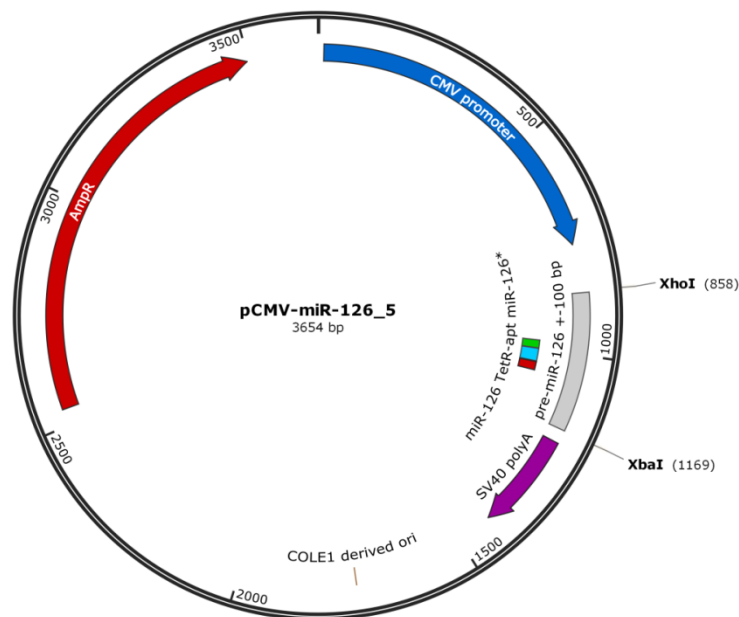 3500
CMV promoter
500
AmpR
3000
pCMV-miR-126_5
3654 bp
XhoI (858)
miR-126 TetR-apt miR-126*
pre-miR-126 +-100 bp
1000
XbaI (1169)
SV40 polyA
2500
1500
COLE1 derived ori
2000